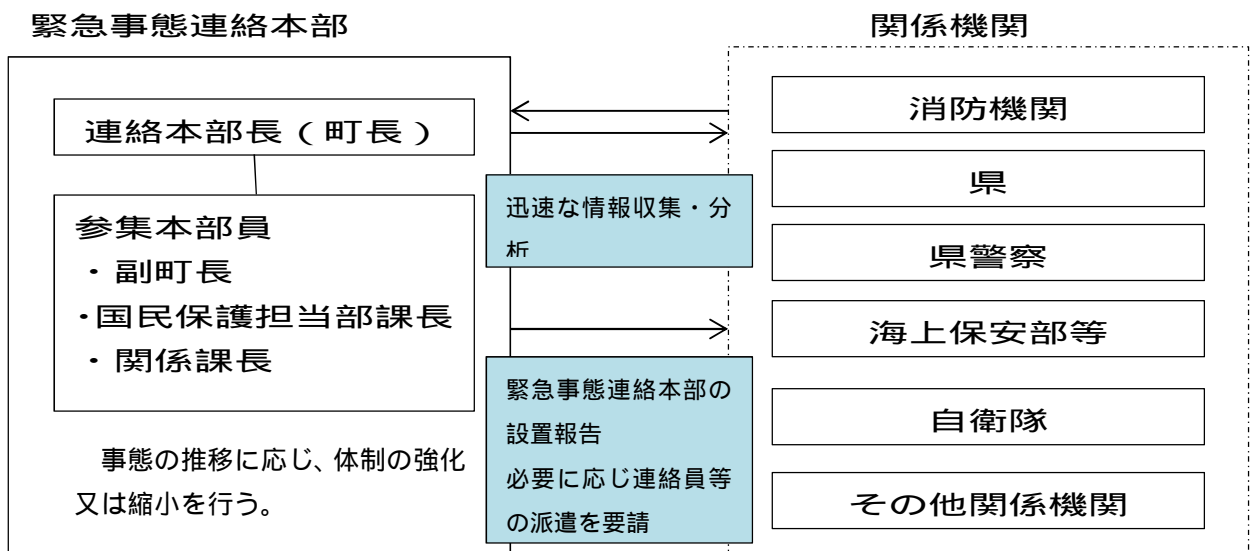 緊急事態連絡本部
関係機関
連絡本部長（町長）
参集本部員
・副町長
・国民保護担当部課長
・関係課長
事態の推移に応じ、体制の強化
又は縮小を行う。
迅速な情報収集・分
析
緊急事態連絡本部の
設置報告
必要に応じ連絡員等
の派遣を要請
消防機関
県
県警察
海上保安部等
自衛隊
その他関係機関